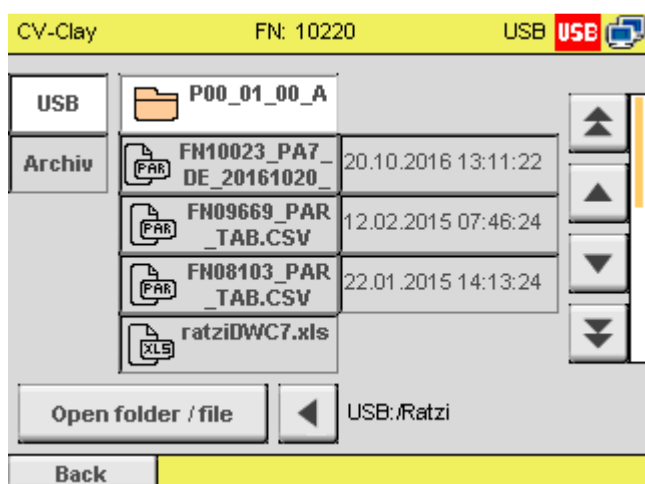 CV-Clay FN: 10220 USB USB
USB
P00_01_00_A
Archiv
PAR
FN10023_PA7_
DE_20161020_
20.10.2016 13:11:22
PAR
FN09669_PAR
_TAB.CSV
12.02.2015 07:46:24
PAR
FN08103_PAR
_TAB.CSV
22.01.2015 14:13:24
XLS
ratziDWC7.xls
Open folder / file
USB:/Ratzi
Back